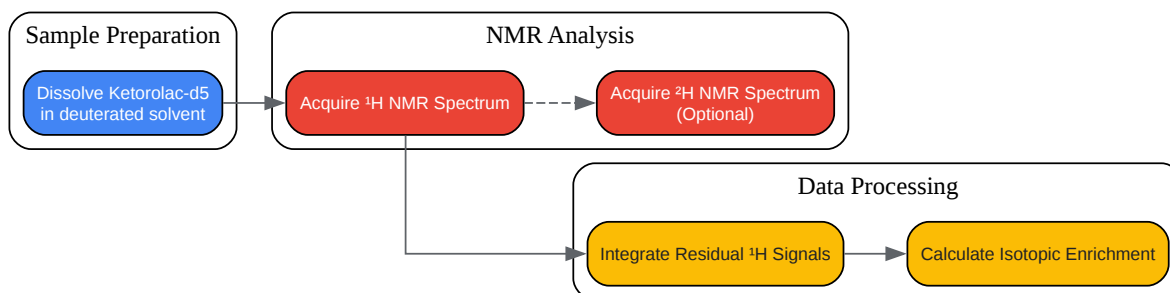 Sample Preparation
Dissolve Ketorolac-d5
in deuterated solvent
NMR Analysis
Acquire ¹H NMR Spectrum
Acquire ²H NMR Spectrum
(Optional)
Data Processing
Integrate Residual ¹H Signals
Calculate Isotopic Enrichment